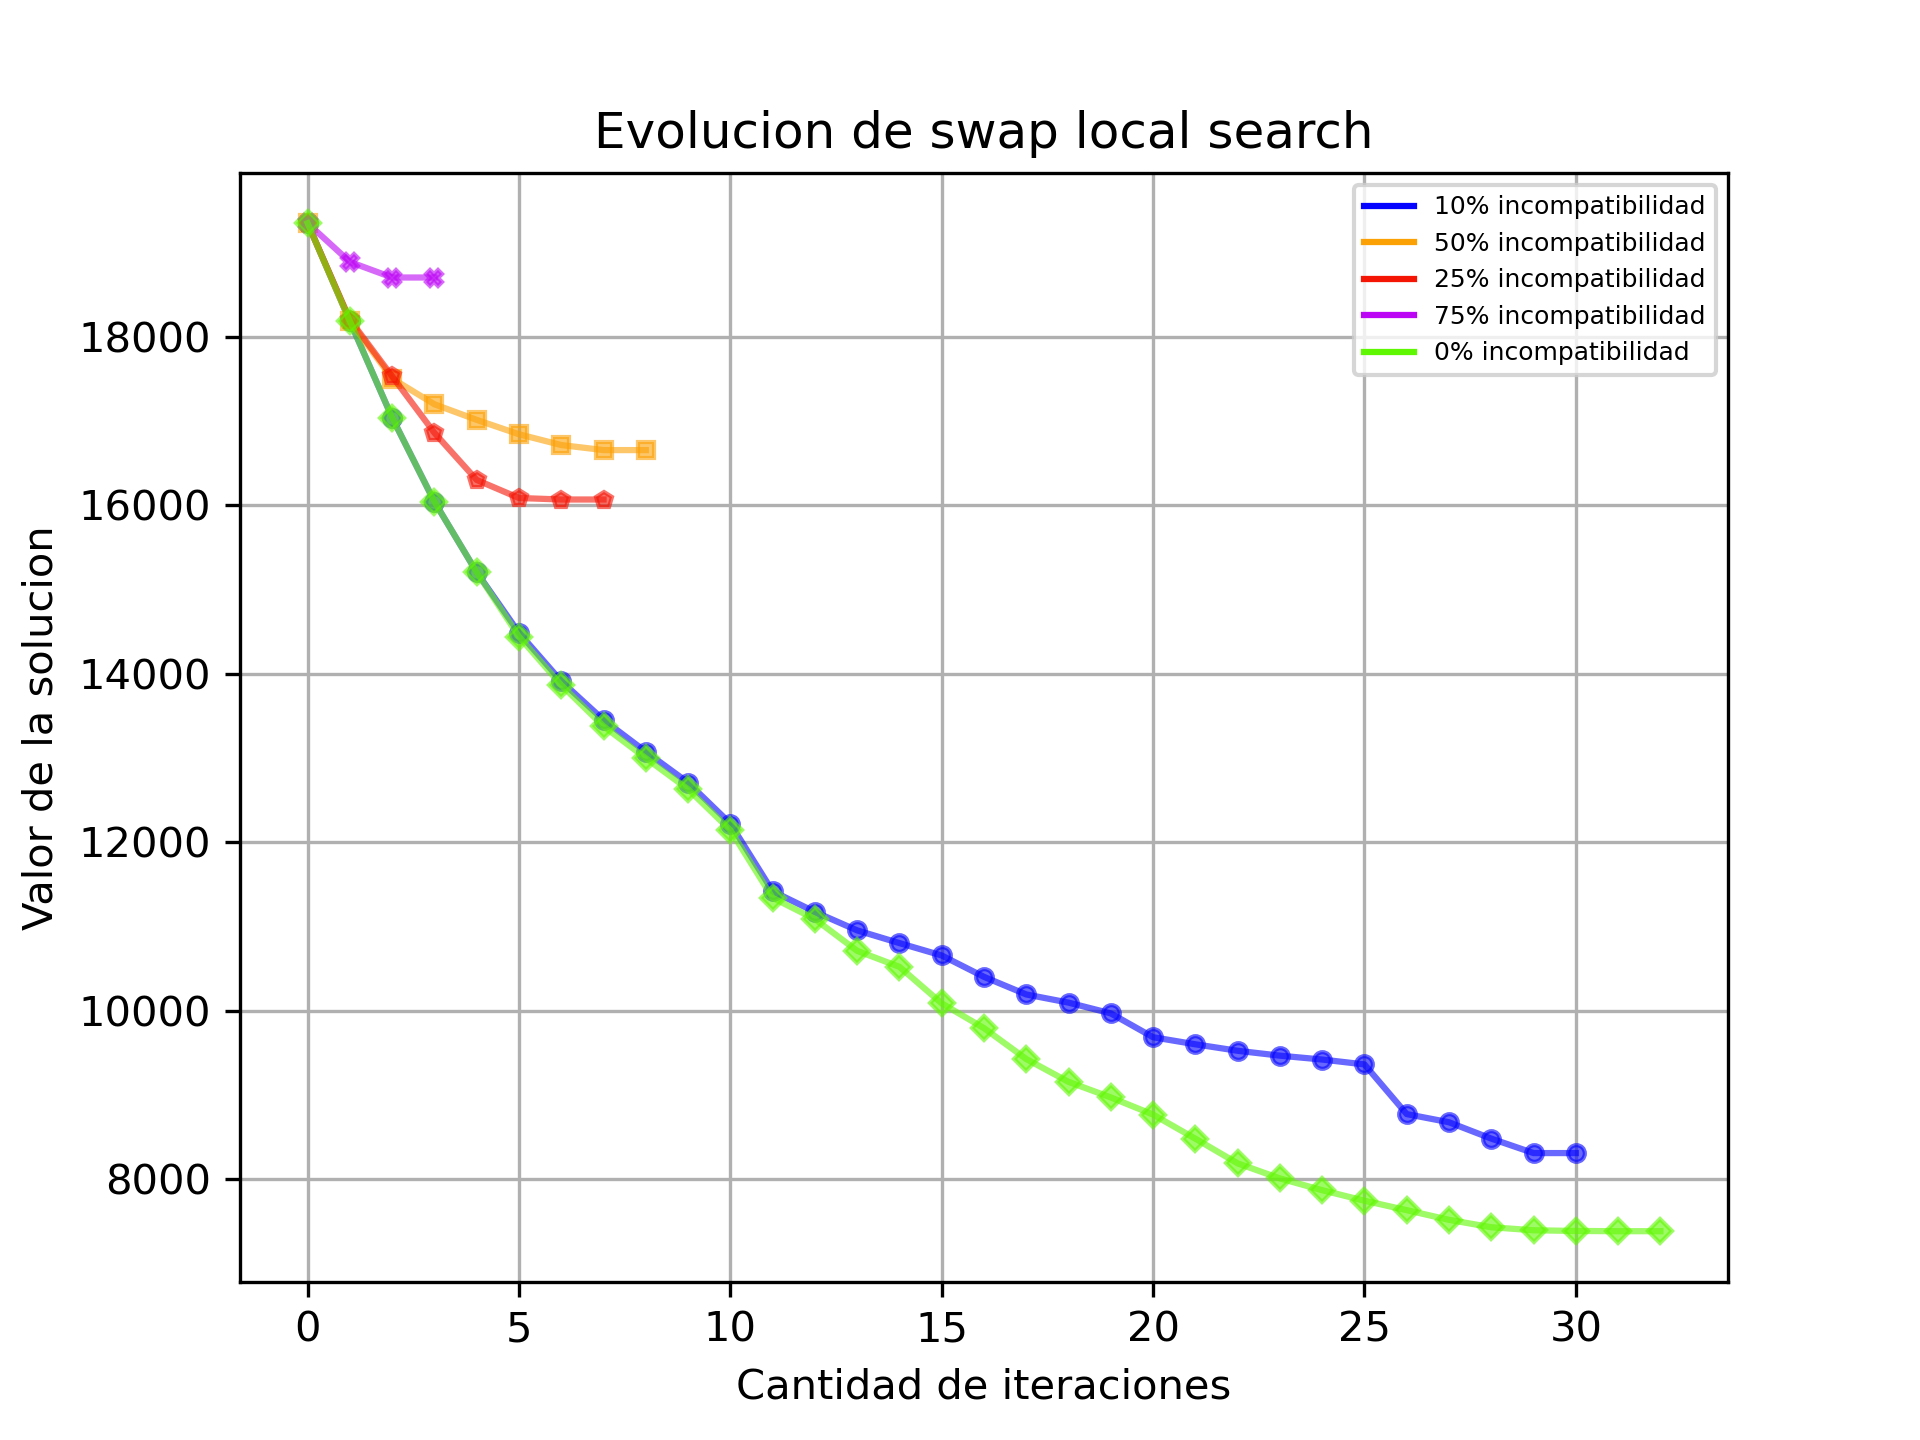 Evolucion de swap local search
10% incompatibilidad
50% incompatibilidad
25% incompatibilidad
75% incompatibilidad
0% incompatibilidad
Valor de la solucion
18000
16000
14000
12000
10000
8000
0 5 10 15 20 25 30
Cantidad de iteraciones